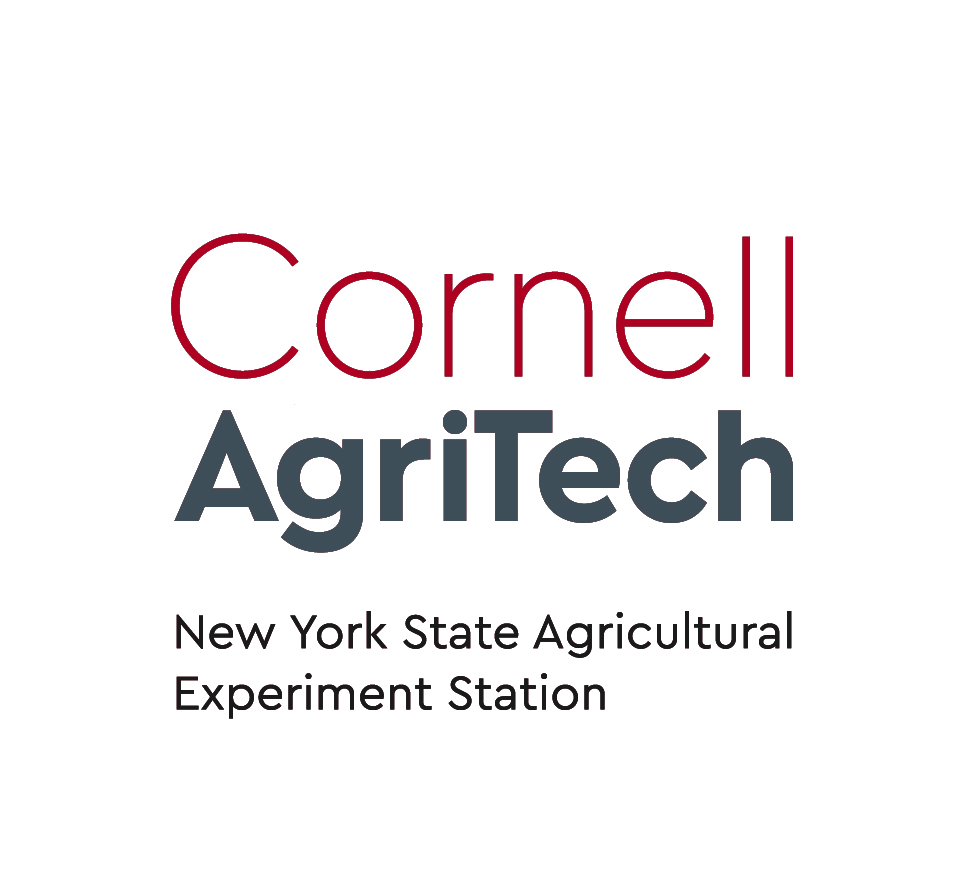 Cornell
AgriTech
New York State Agricultural
Experiment Station